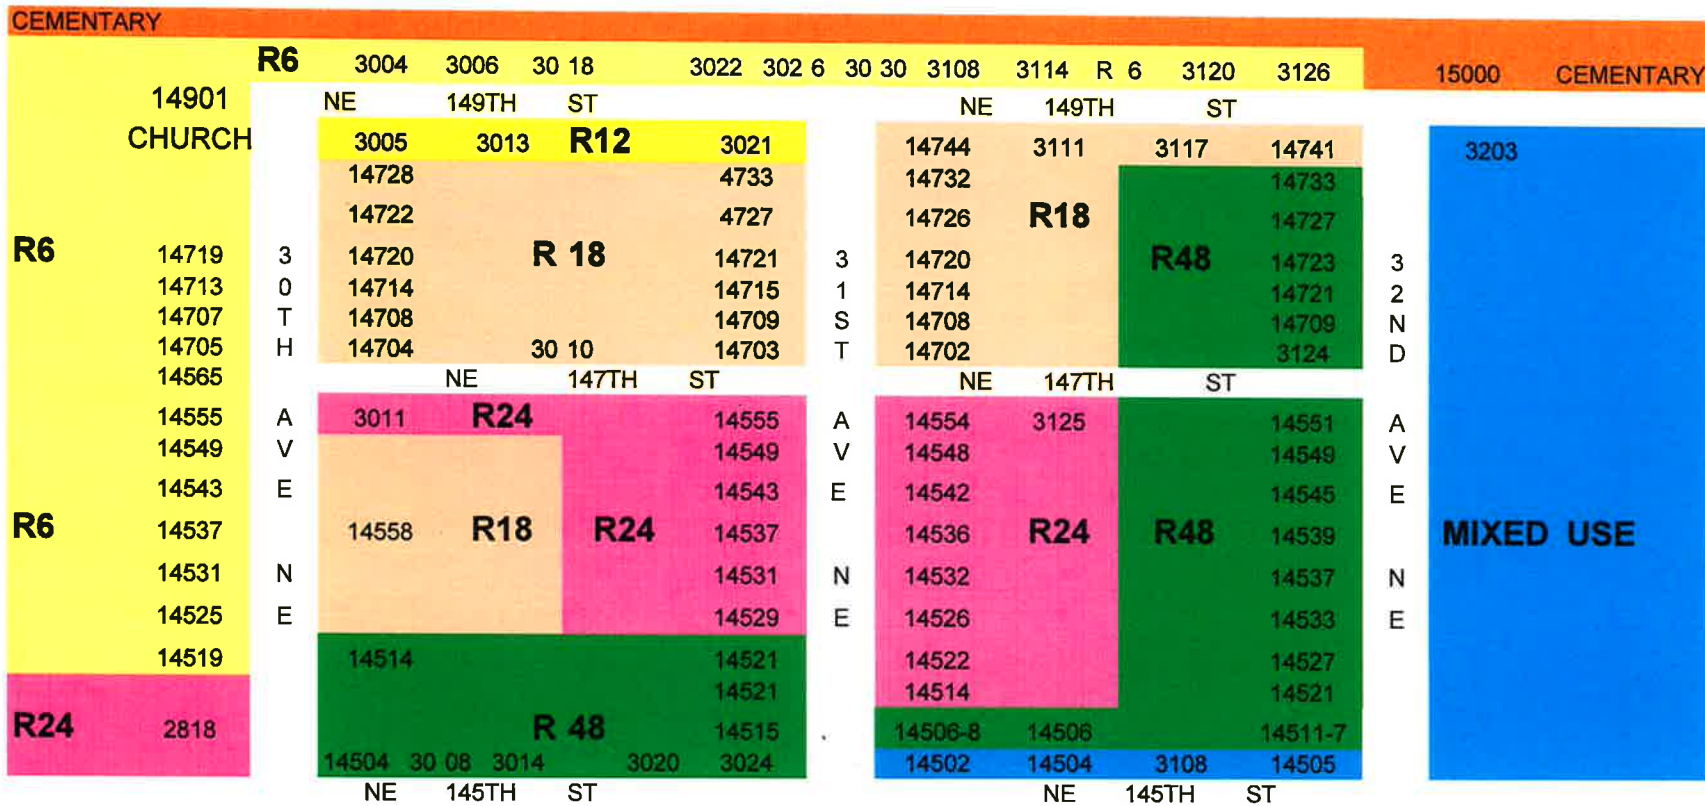 CEMENTARY
R6 3004 3006 30 18 3022 302 6 30 30 3108 3114 R 6 3120 3126 15000 CEMENTARY
14901 NE 149TH ST NE 149TH ST
CHURCH 3005 3013 R12 3021 14744 3111 3117 14741 3203
14728 4733 14732 14733
14722 4727 14726 R18 14727
R6 14719 3 14720 R 18 14721 3 14720 R48 14723 3
14713 0 14714 14715 1 14714 14721 2
14707 T 14708 14709 S 14708 14709 N
14705 H 14704 30 10 14703 T 14702 3124 D
14565 NE 147TH ST NE 147TH ST
14555 A 3011 R24 14555 A 14554 3125 14551 A
14549 V 14549 V 14548 14549 V
14543 E 14543 E 14542 14545 E
R6 14537 14558 R18 R24 14537 14536 R24 R48 14539 MIXED USE
14531 N 14531 N 14532 14537 N
14525 E 14529 E 14526 14533 E
14519 14514 14521 14522 14527
14521 14514 14521
R24 2818 R 48 14515 14506-8 14506 14511-7
14504 30 08 3014 3020 3024 14502 14504 3108 14505
NE 145TH ST NE 145TH ST